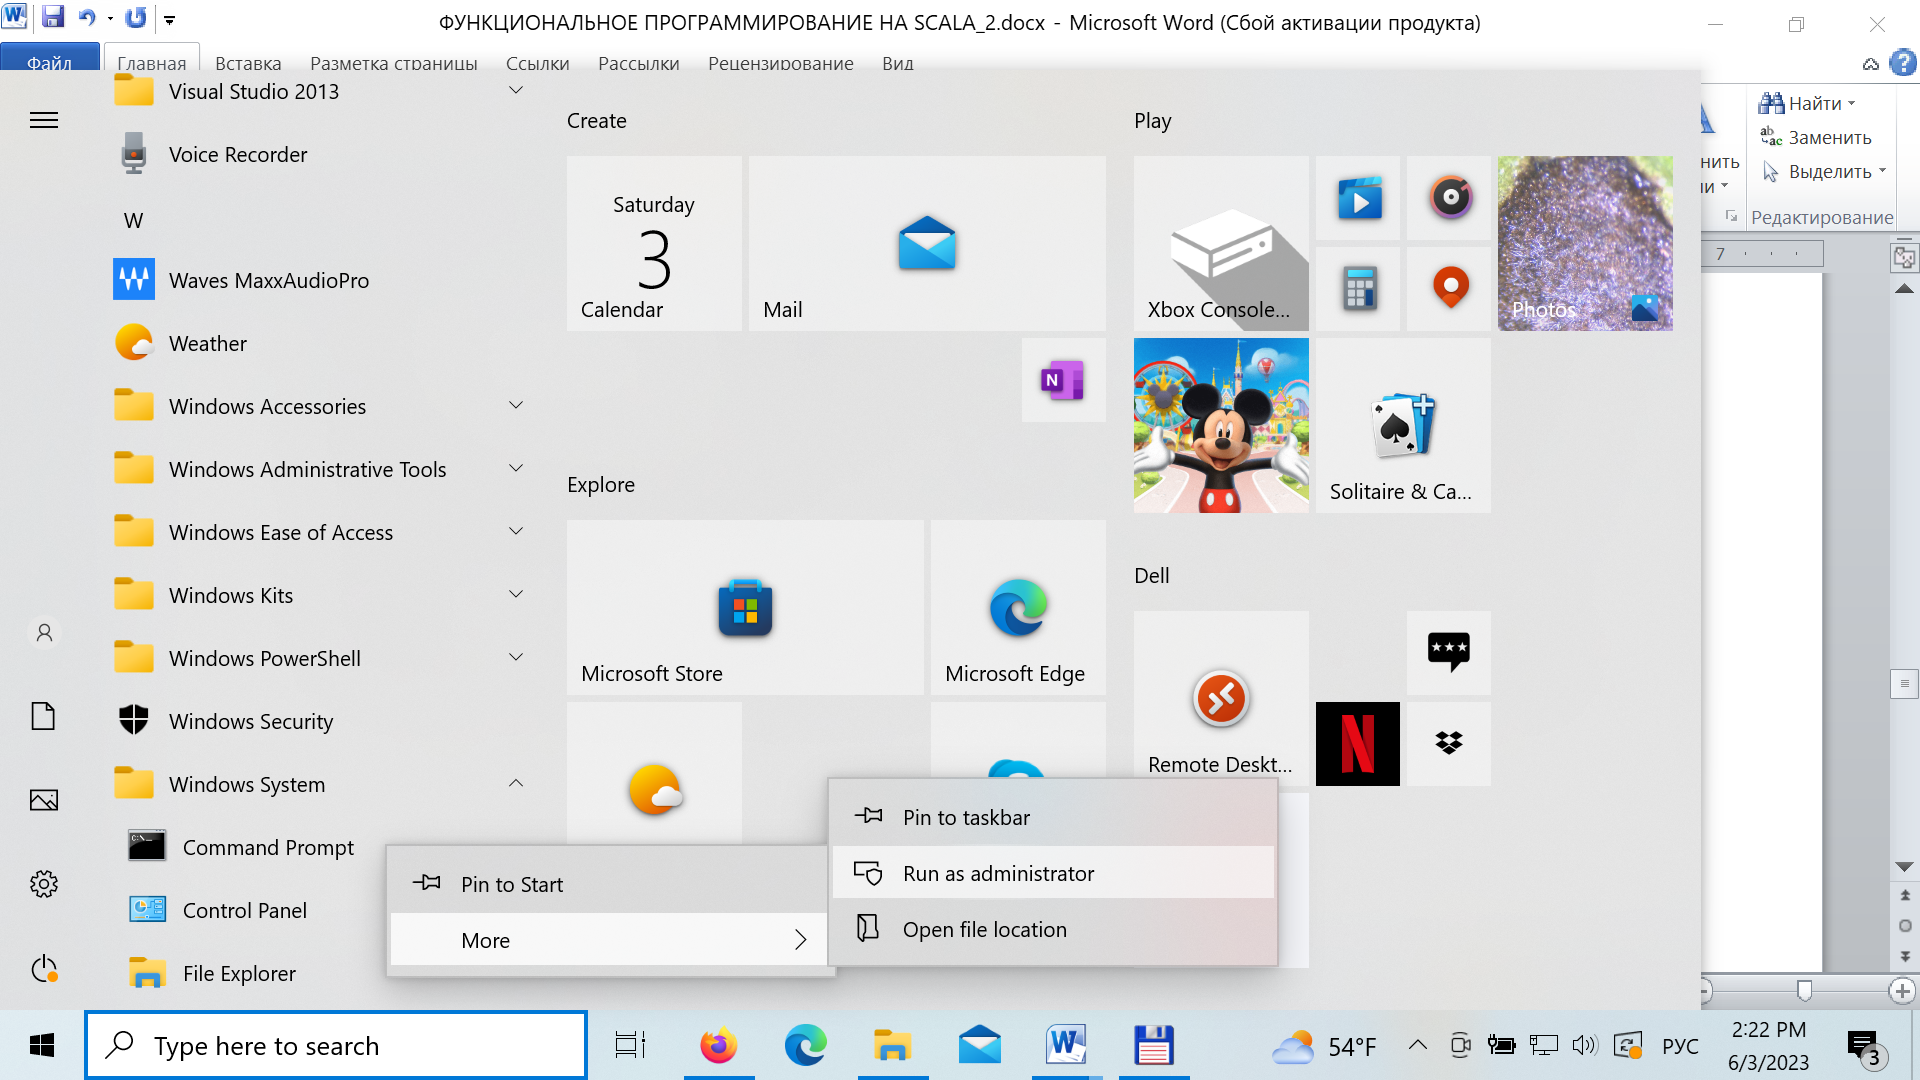 ФУНКЦИОНАЛЬНОЕ ПРОГРАММИРОВАНИЕ НА SCALA_2.docx - Microsoft Word (Сбой активации продукта)
Файл Главная Вставка Разметка страницы Ссылки Рассылки Рецензирование Вид
Найти
Заменить
Выделить
Редактирование
7
Visual Studio 2013
Voice Recorder
W
Waves MaxxAudioPro
Weather
Windows Accessories
Windows Administrative Tools
Windows Ease of Access
Windows Kits
Windows PowerShell
Windows Security
Windows System
Command Prompt
Control Panel
File Explorer
Create
Saturday
3
Calendar
Mail
N
Explore
Microsoft Store
Microsoft Edge
Play
Xbox Console...
Photos
Solitaire & Ca...
Dell
Remote Deskt...
N
Pin to Start
More
Pin to taskbar
Run as administrator
Open file location
Type here to search
54°F
РУС
2:22 PM
6/3/2023
3